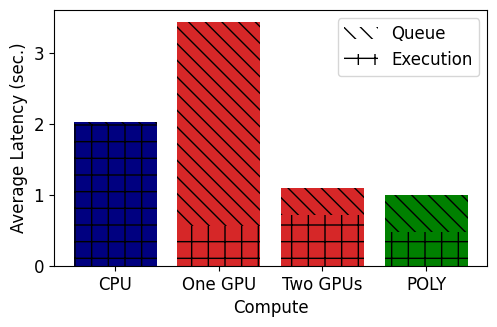 Queue
Execution
3
2
1
0
Average Latency (sec.)
CPU One GPU Two GPUs POLY
Compute